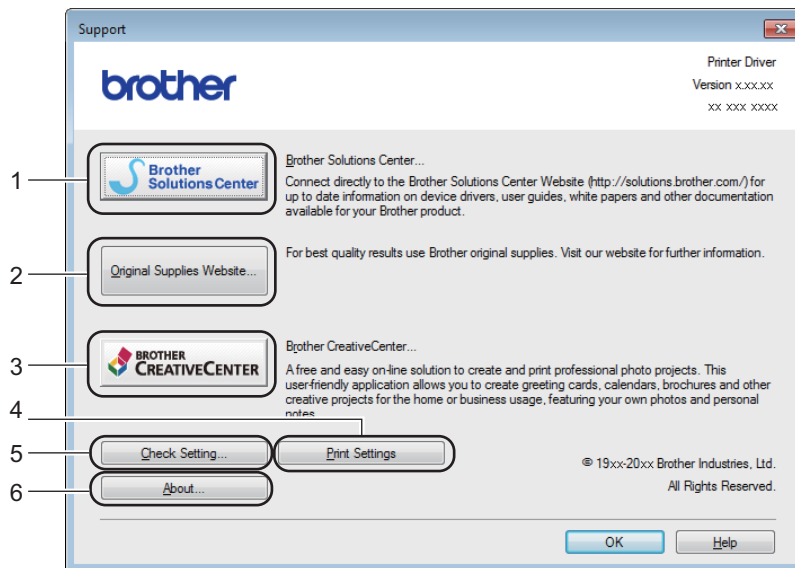 Support
brother
Printer Driver
Version x.xx.xx
xx xxx xxxx
1
Brother
Solutions Center
Brother Solutions Center...
Connect directly to the Brother Solutions Center Website (http://solutions.brother.com/) for
up to date information on device drivers, user guides, white papers and other documentation
available for your Brother product.
2
Original Supplies Website...
For best quality results use Brother original supplies. Visit our website for further information.
3
BROTHER
CREATIVECENTER
Brother CreativeCenter...
A free and easy on-line solution to create and print professional photo projects. This
user-friendly application allows you to create greeting cards, calendars, brochures and other
creative projects for the home or business usage, featuring your own photos and personal
notes
4
5
Check Setting...
Print Settings
6
About...
© 19xx-20xx Brother Industries, Ltd.
All Rights Reserved.
OK
Help